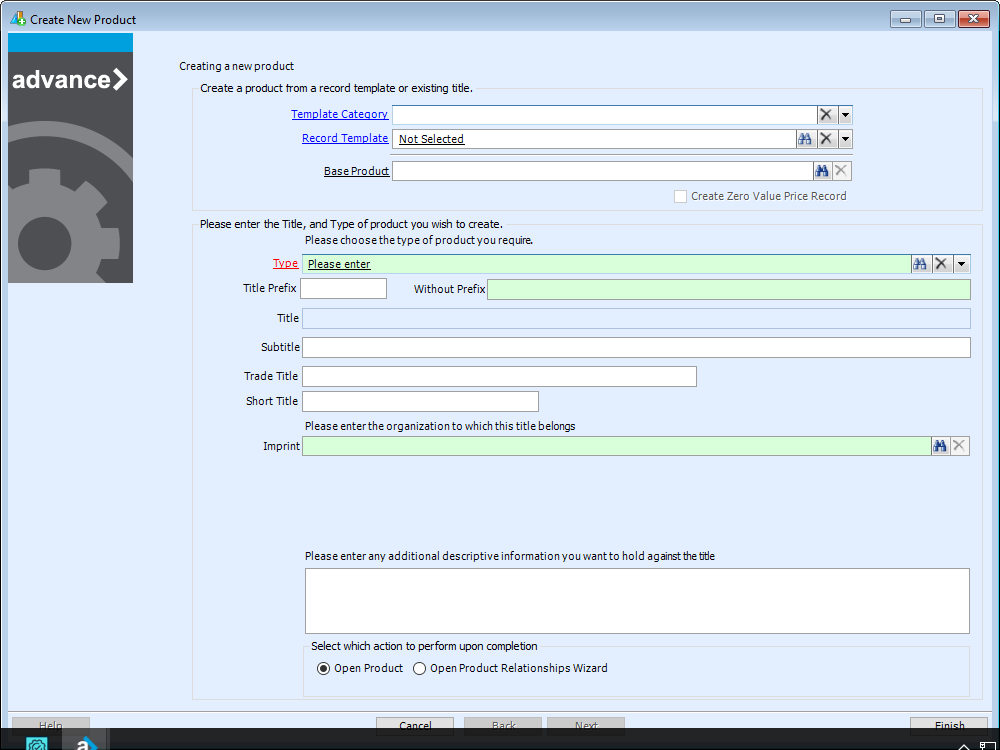 Create New Product
advance
Creating a new product
Create a product from a record template or existing title.
Template Category
Record Template Not Selected
Base Product
Create Zero Value Price Record
Please enter the Title, and Type of product you wish to create.
Please choose the type of product you require.
Type Please enter
Title Prefix Without Prefix
Title
Subtitle
Trade Title
Short Title
Please enter the organization to which this title belongs
Imprint
Please enter any additional descriptive information you want to hold against the title
Select which action to perform upon completion
Open Product Open Product Relationships Wizard
Help Cancel Back Next Finish
a